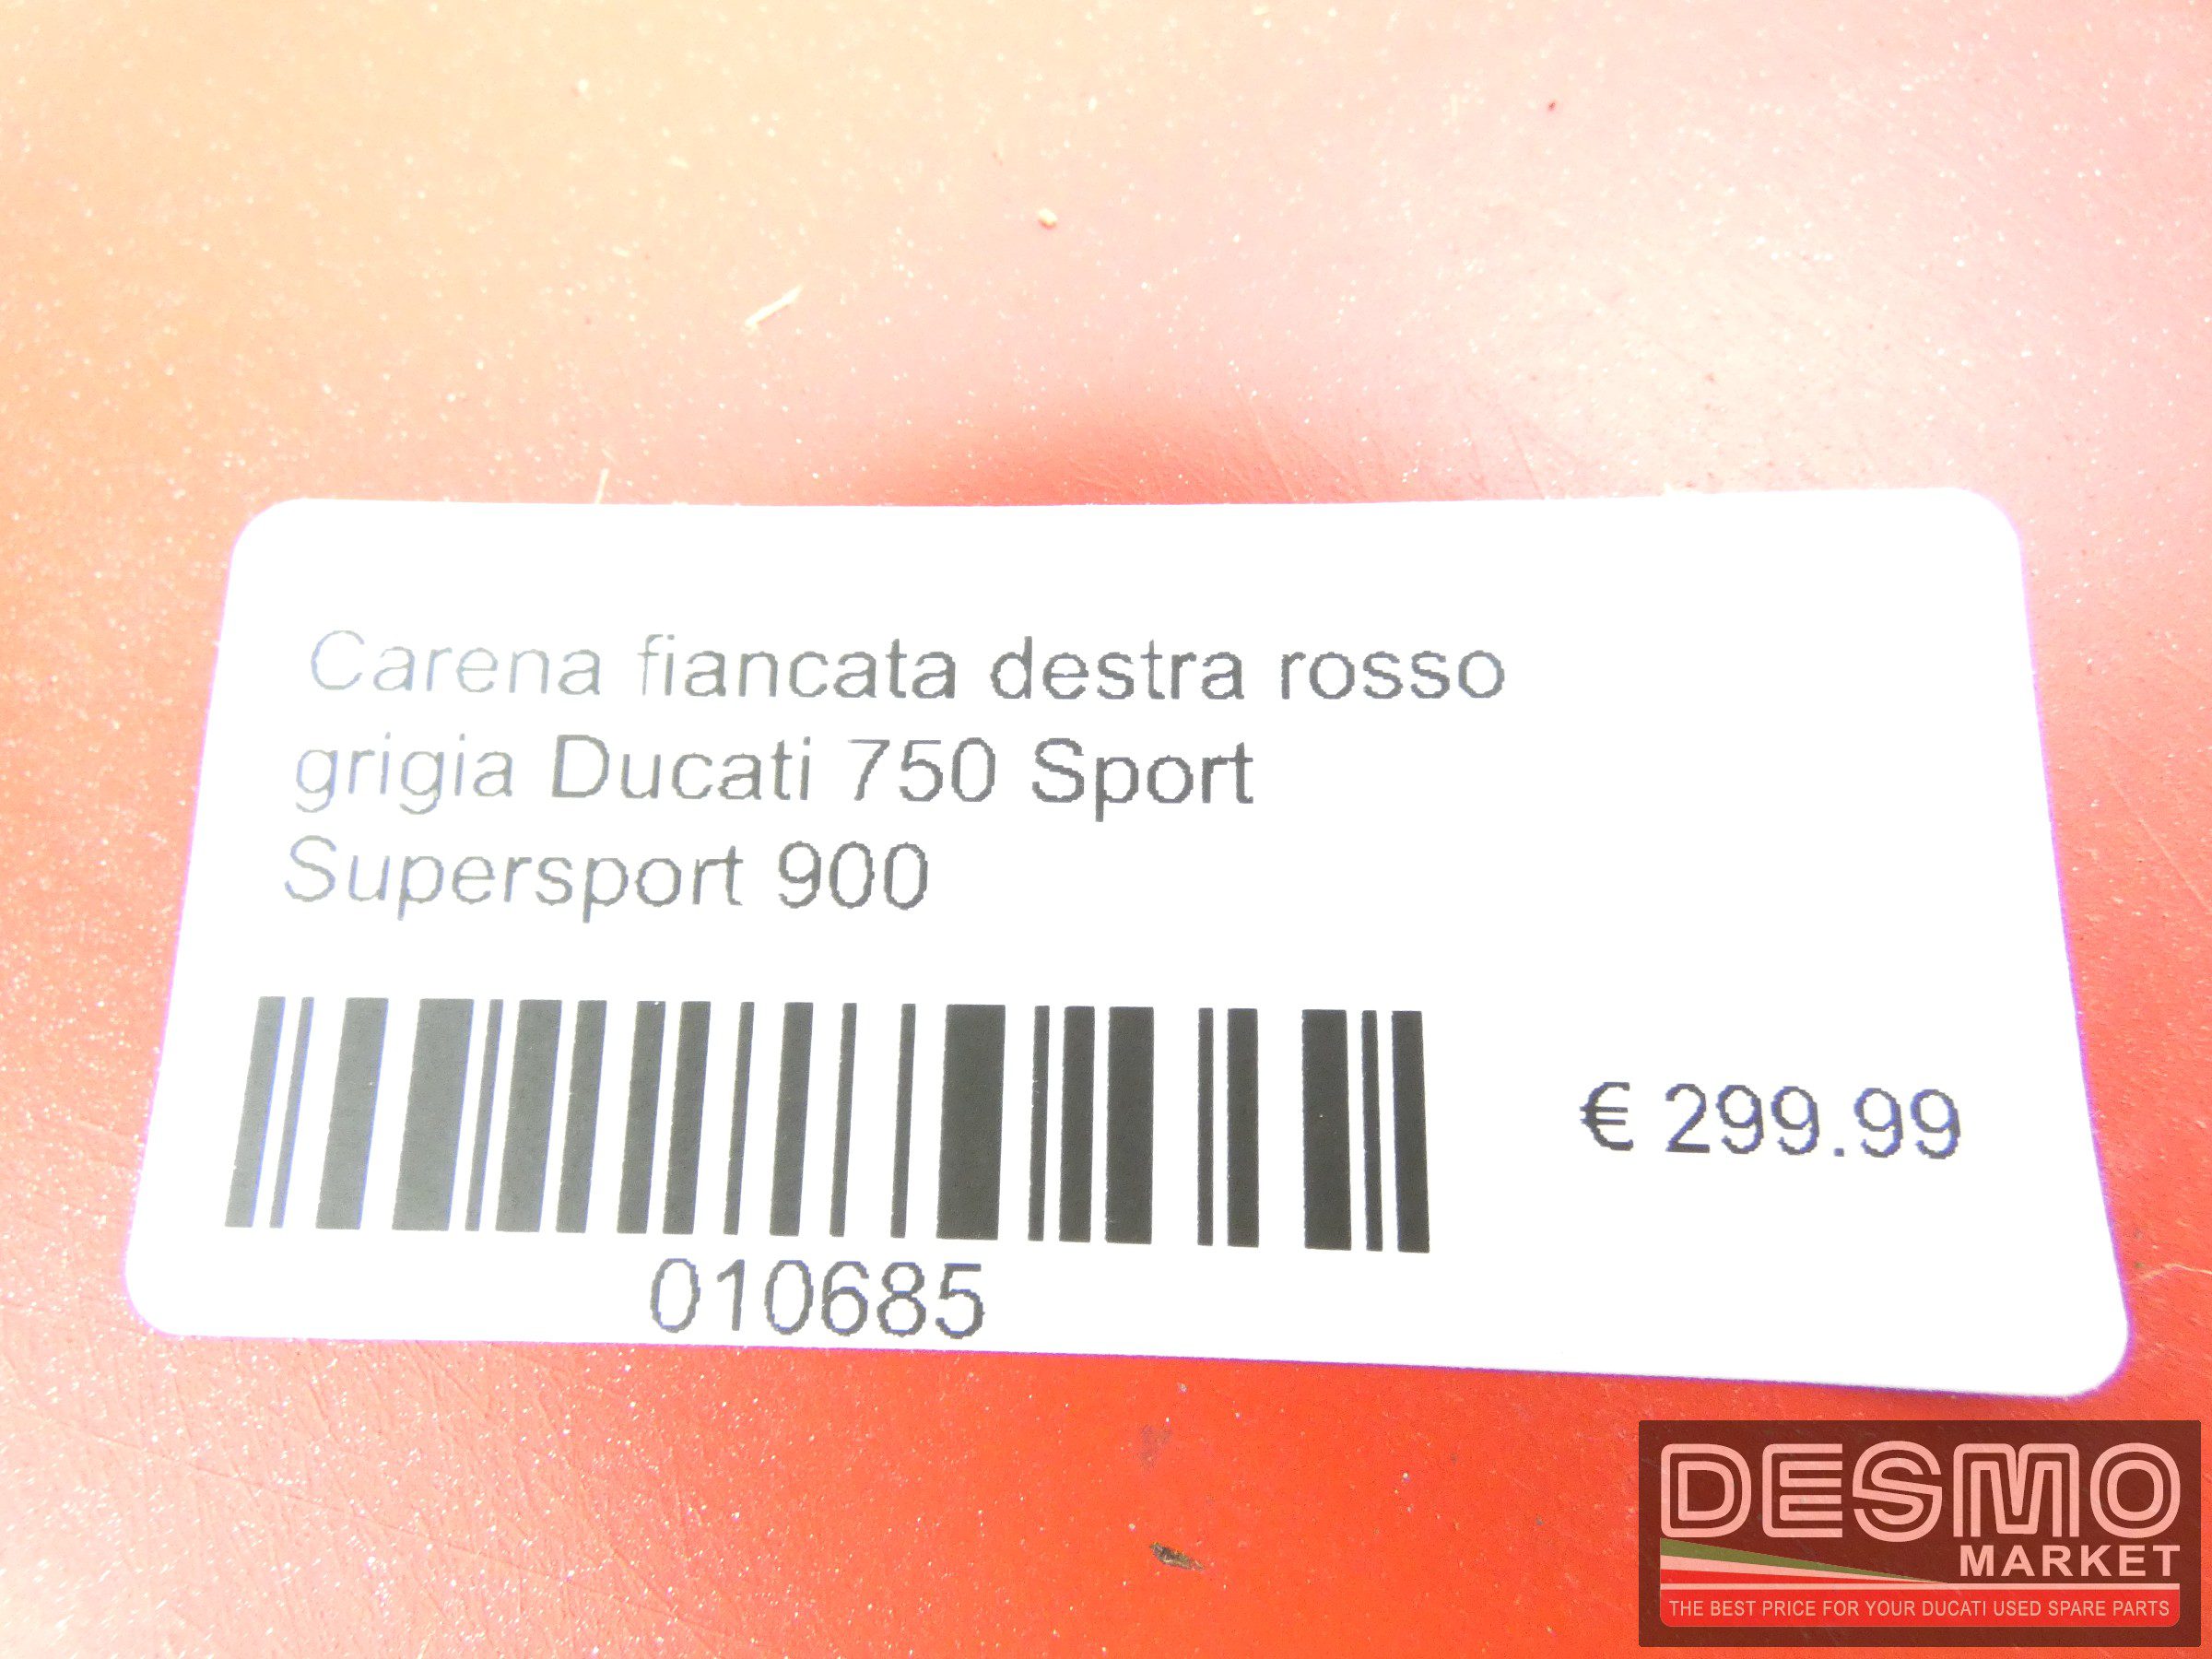 Carena fiancata destra rosso
grigia Ducati 750 Sport
Supersport 900
€ 299.99
010685
DESMO
MARKET
THE BEST PRICE FOR YOUR DUCATI USED SPARE PARTS